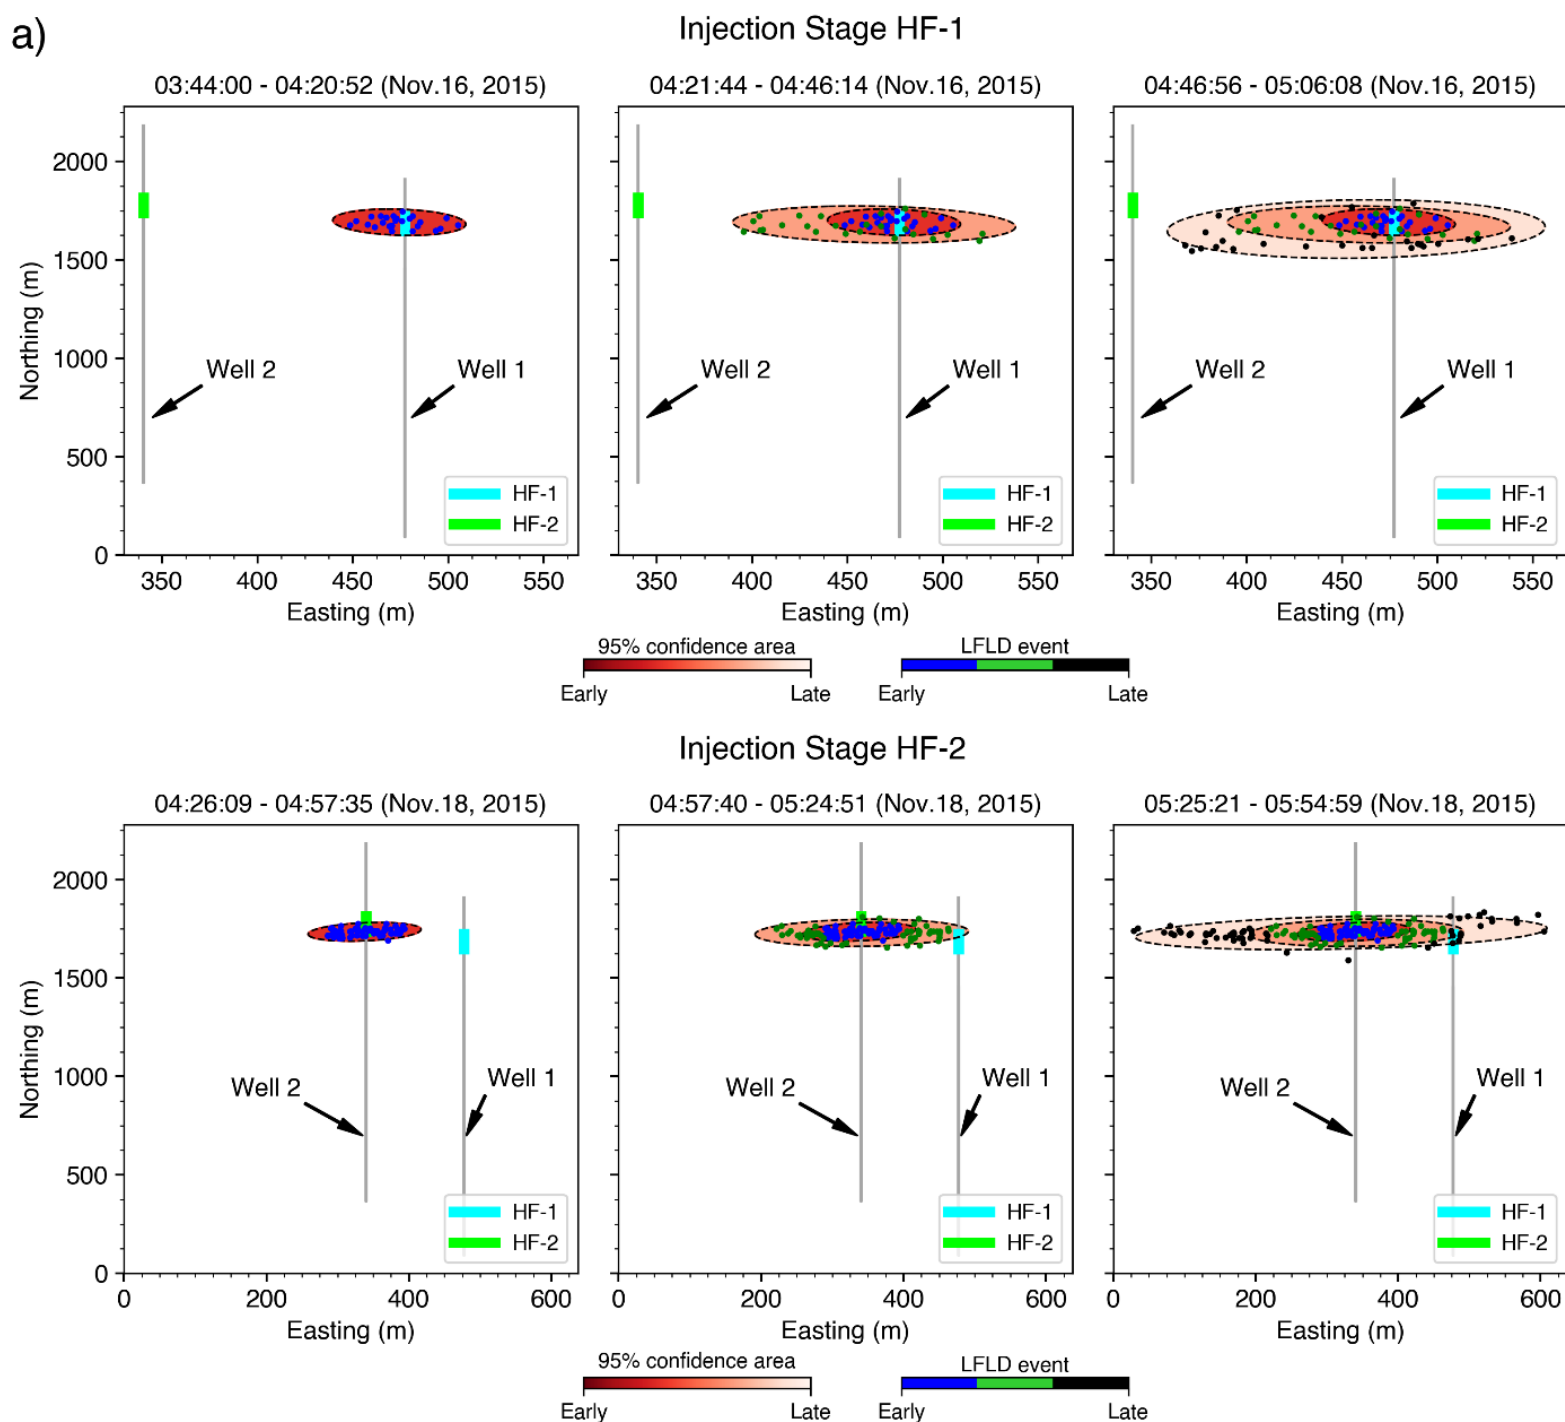 a)
Injection Stage HF-1
03:44:00 - 04:20:52 (Nov.16, 2015)
04:21:44 - 04:46:14 (Nov.16, 2015)
04:46:56 - 05:06:08 (Nov.16, 2015)
Northing (m)
2000
1500
1000
500
0
Well 2
Well 1
HF-1
HF-2
350 400 450 500 550
Easting (m)
Well 2
Well 1
HF-1
HF-2
350 400 450 500 550
Easting (m)
Well 2
Well 1
HF-1
HF-2
350 400 450 500 550
Easting (m)
95% confidence area
Early Late
LFLD event
Early Late
Injection Stage HF-2
04:26:09 - 04:57:35 (Nov.18, 2015)
04:57:40 - 05:24:51 (Nov.18, 2015)
05:25:21 - 05:54:59 (Nov.18, 2015)
Northing (m)
2000
1500
1000
500
0
Well 2
Well 1
HF-1
HF-2
0 200 400 600
Easting (m)
Well 2
Well 1
HF-1
HF-2
0 200 400 600
Easting (m)
Well 2
Well 1
HF-1
HF-2
0 200 400 600
Easting (m)
95% confidence area
Early Late
LFLD event
Early Late